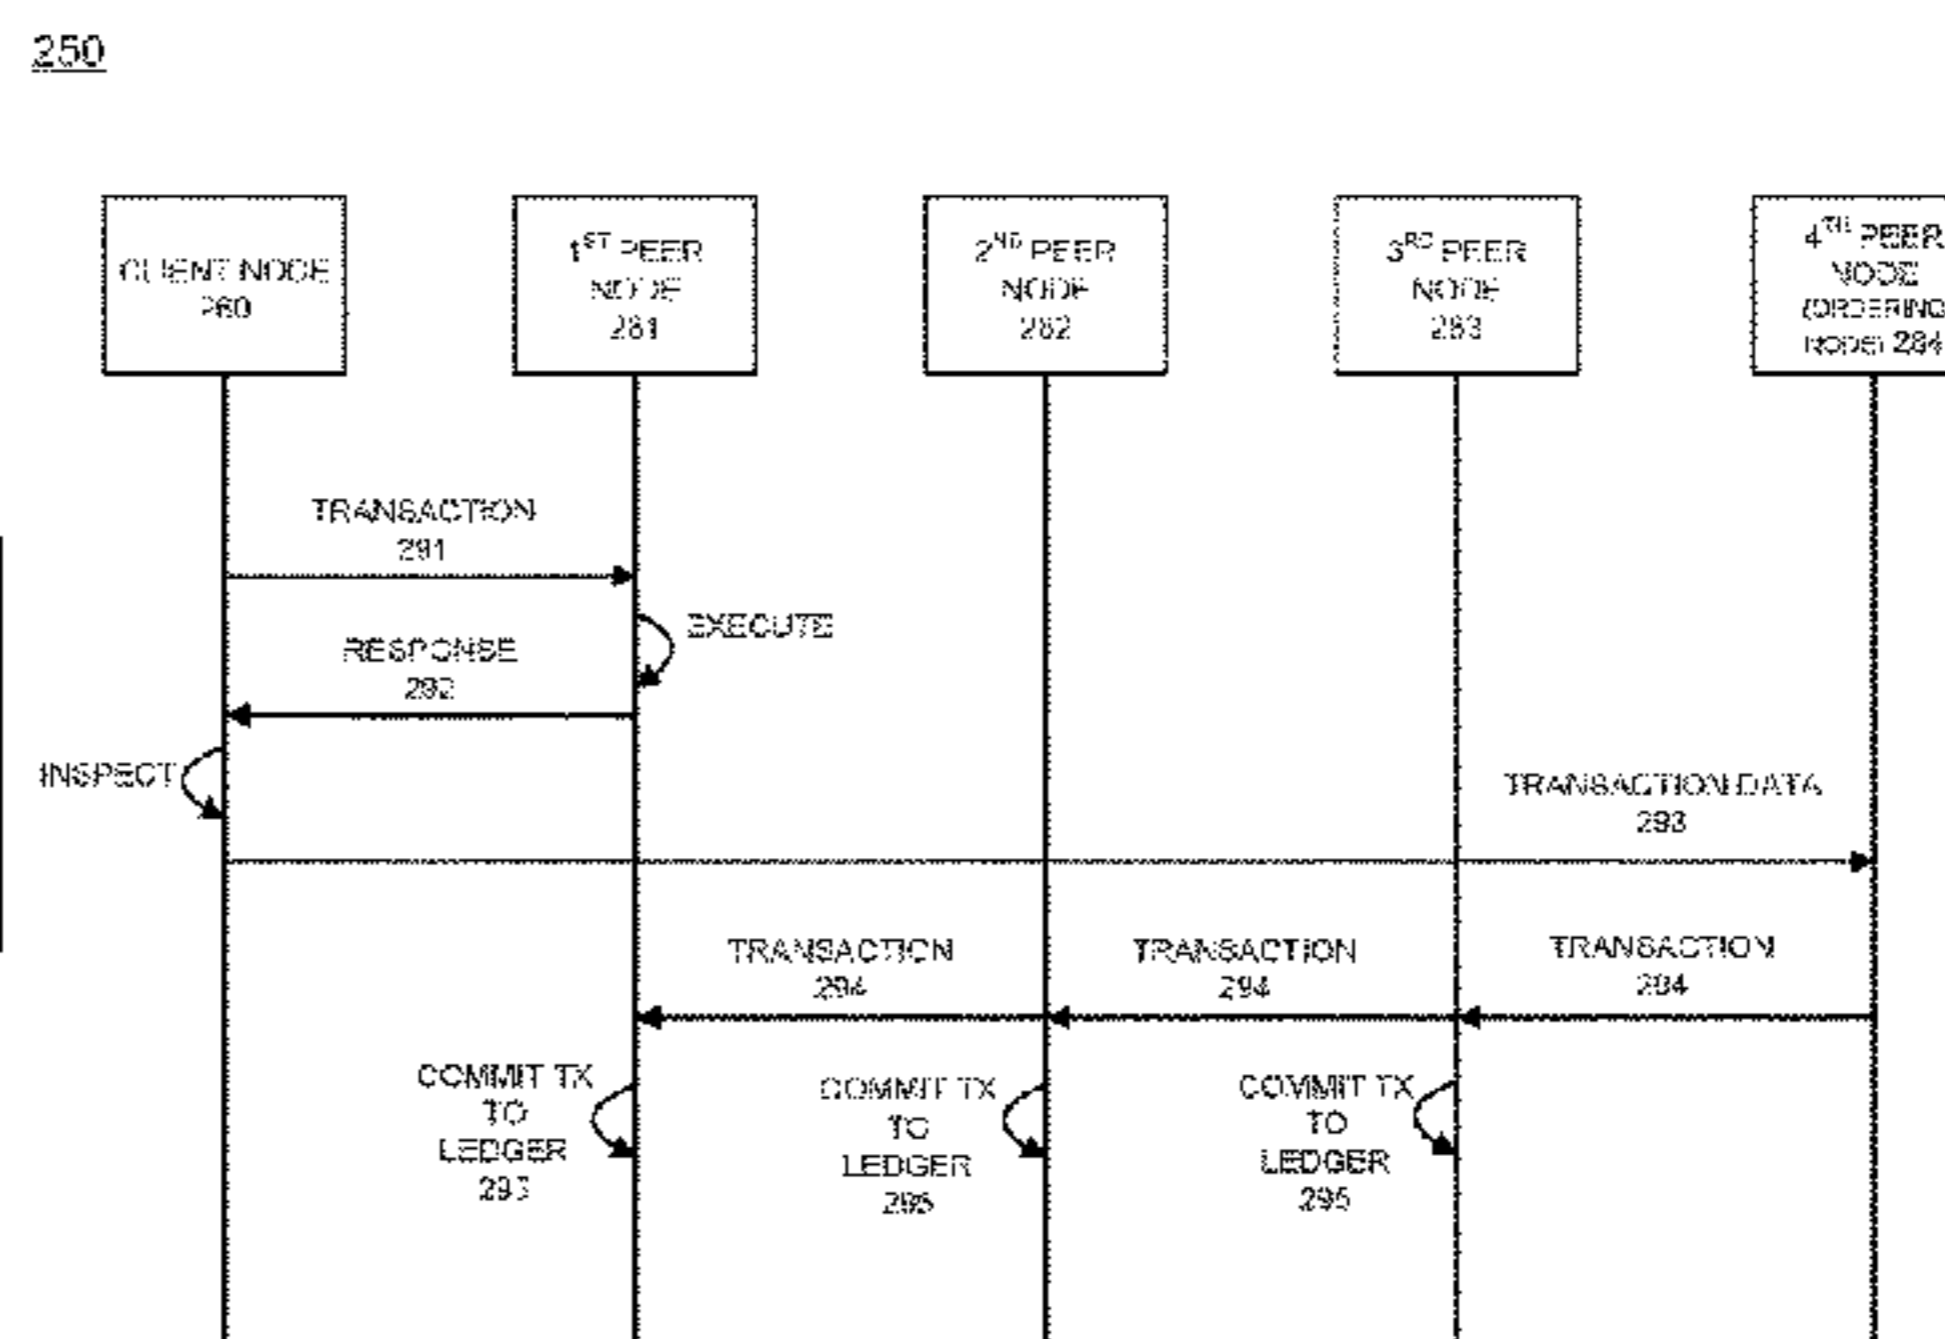 250
CLIENT NODE
260
1ST PEER
NODE
281
2ND PEER
NODE
282
3RD PEER
NODE
283
4TH PEER
NODE
(ORDERING
NODE) 284
TRANSACTION
291
EXECUTE
RESPONSE
292
INSPECT
TRANSACTION DATA
293
TRANSACTION
294
TRANSACTION
294
TRANSACTION
294
COMMIT TX
TO
LEDGER
295
COMMIT TX
TO
LEDGER
295
COMMIT TX
TO
LEDGER
295